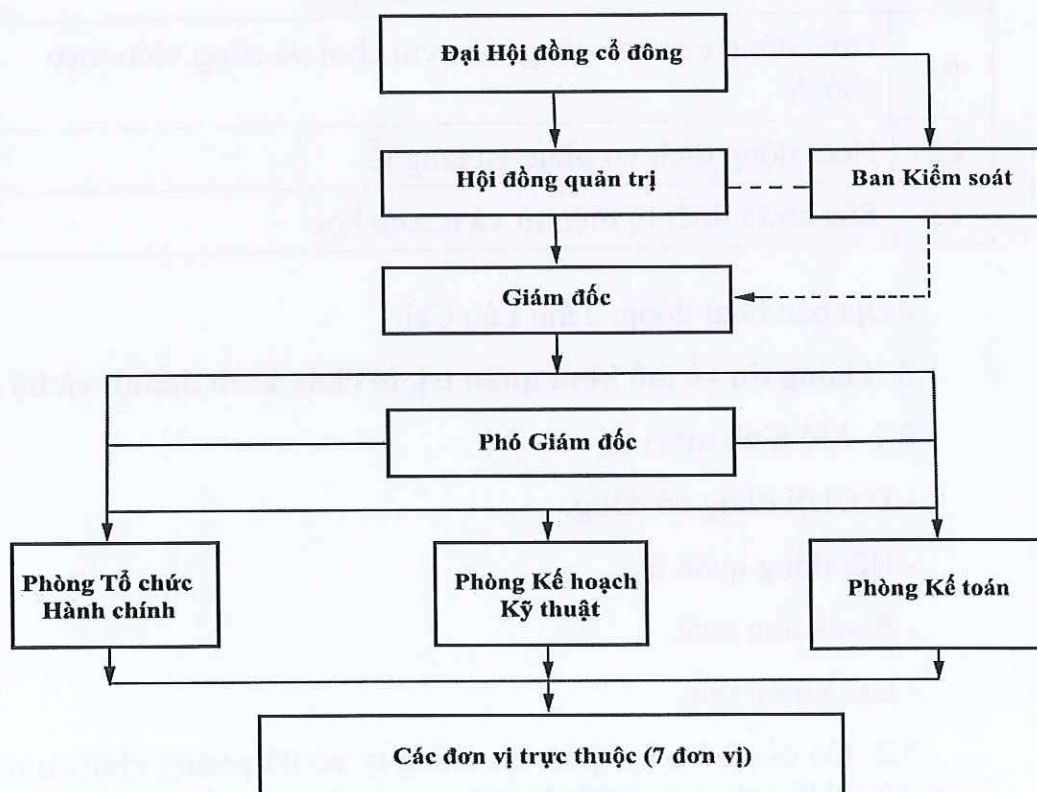 Đại Hội đồng cổ đông
Hội đồng quản trị
Ban Kiểm soát
Giám đốc
Phó Giám đốc
Phòng Tổ chức
Hành chính
Phòng Kế hoạch
Kỹ thuật
Phòng Kế toán
Các đơn vị trực thuộc (7 đơn vị)